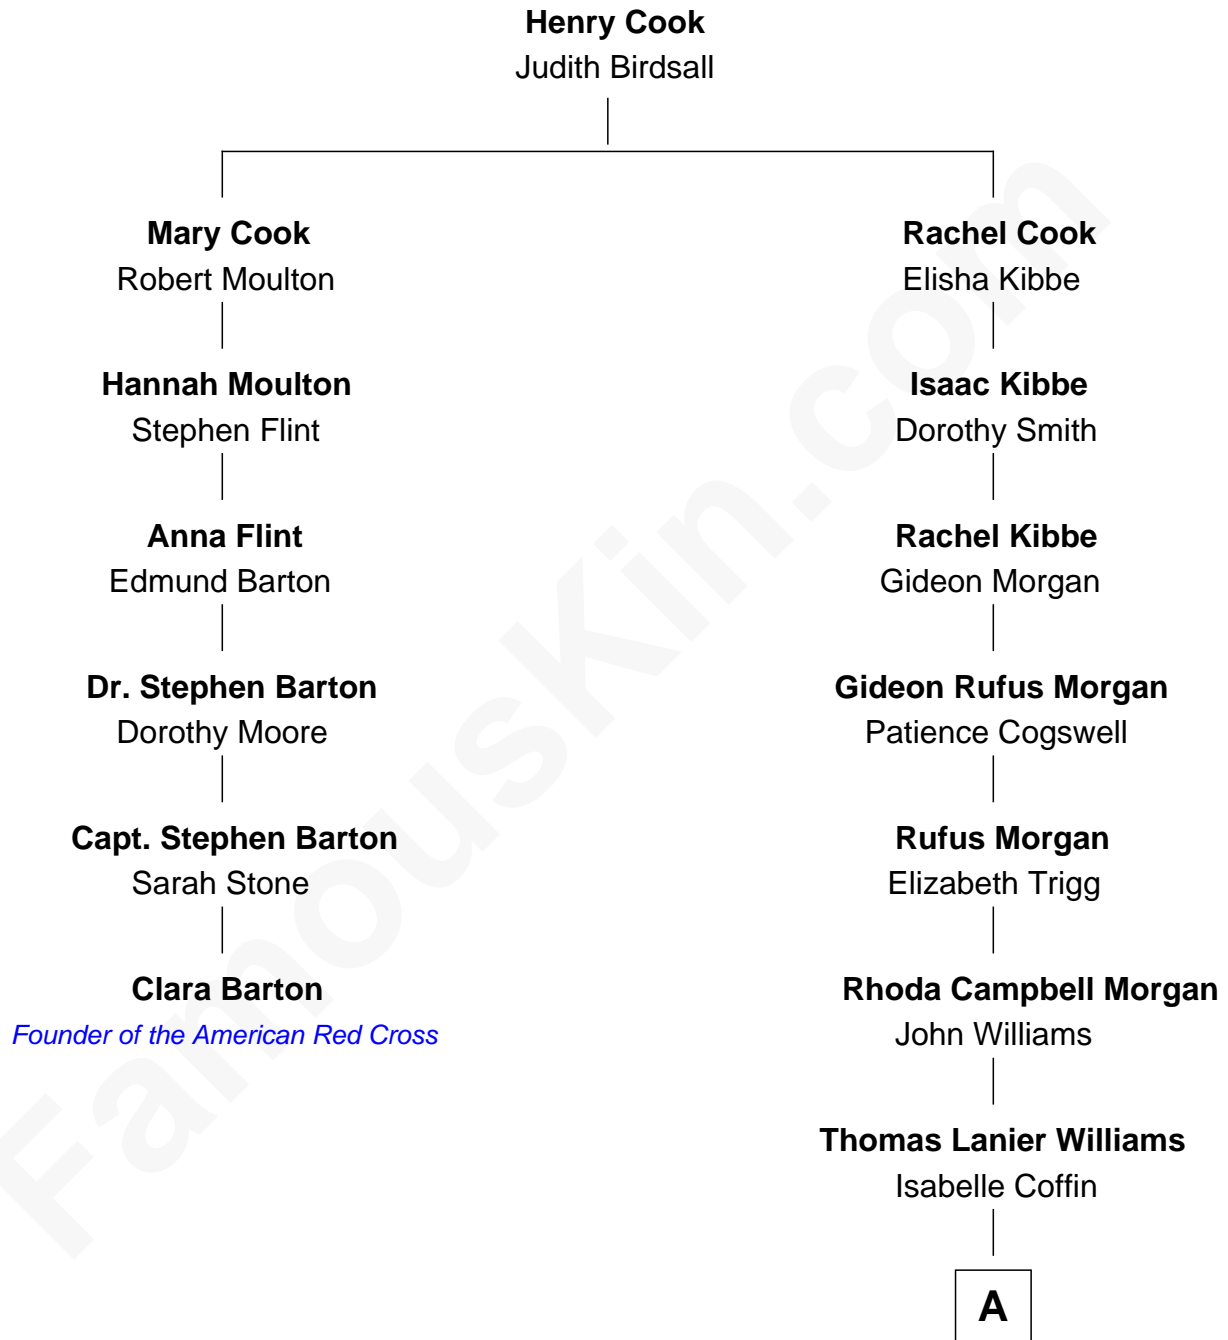 Henry Cook
Judith Birdsall
Mary Cook
Robert Moulton
Hannah Moulton
Stephen Flint
Anna Flint
Edmund Barton
Dr. Stephen Barton
Dorothy Moore
Capt. Stephen Barton
Sarah Stone
Clara Barton
Founder of the American Red Cross
Rachel Cook
Elisha Kibbe
Isaac Kibbe
Dorothy Smith
Rachel Kibbe
Gideon Morgan
Gideon Rufus Morgan
Patience Cogswell
Rufus Morgan
Elizabeth Trigg
Rhoda Campbell Morgan
John Williams
Thomas Lanier Williams
Isabelle Coffin
A
FamousKin.com